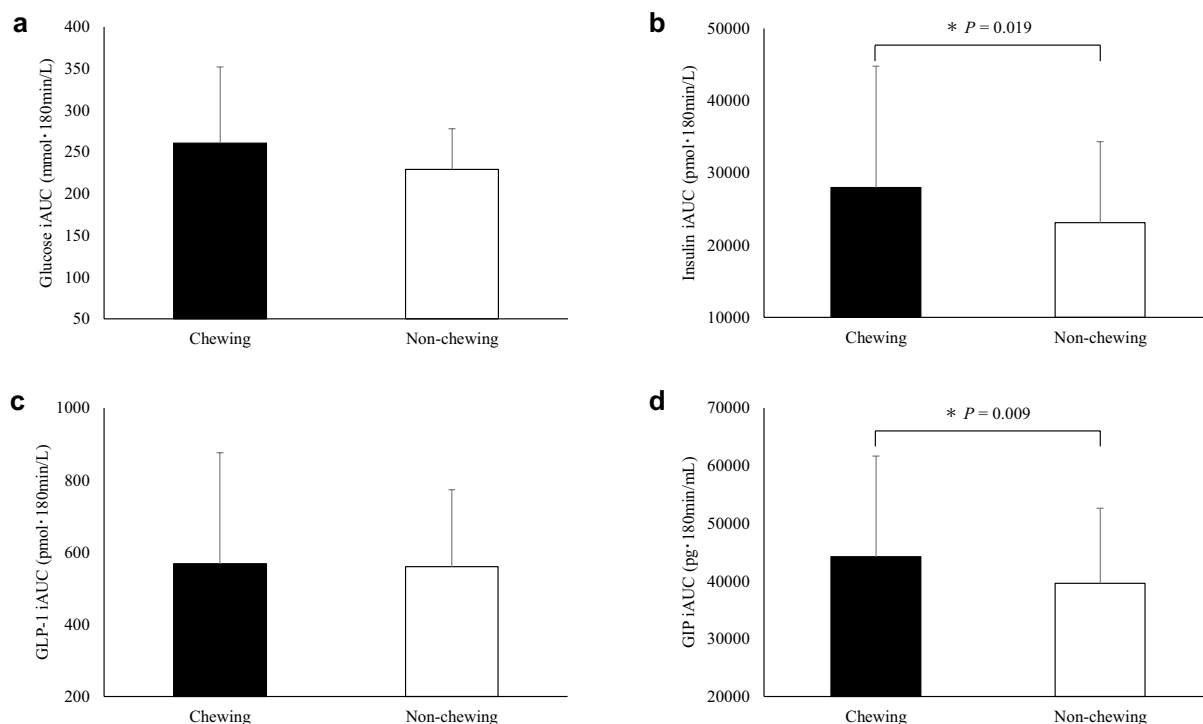 a
Glucose iAUC (mmol･180min/L)
400
350
300
250
200
150
100
50
Chewing Non-chewing
b
＊ P = 0.019
Insulin iAUC (pmol･180min/L)
50000
40000
30000
20000
10000
Chewing Non-chewing
c
GLP-1 iAUC (pmol･180min/L)
1000
800
600
400
200
Chewing Non-chewing
d
＊ P = 0.009
GIP iAUC (pg･180min/mL)
70000
60000
50000
40000
30000
20000
Chewing Non-chewing